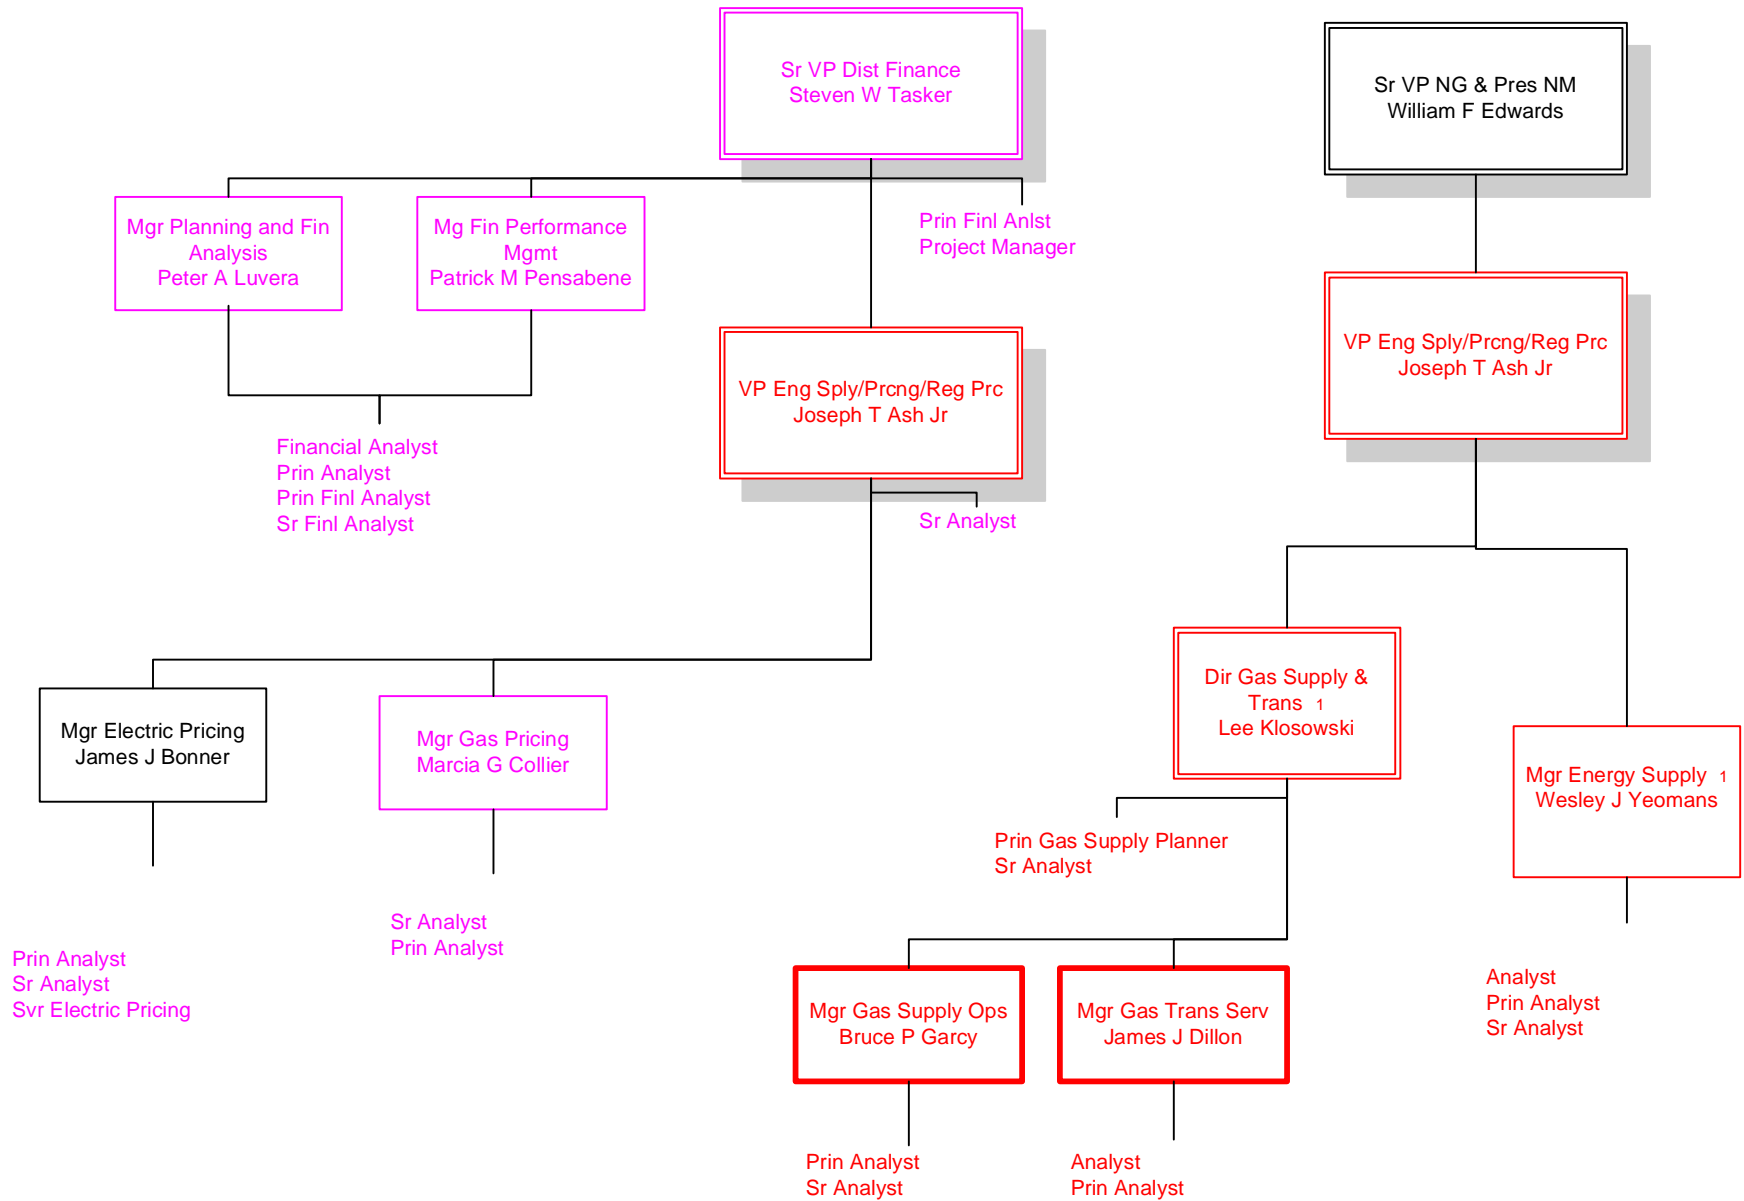 Sr VP Dist Finance
Steven W Tasker
Sr VP NG & Pres NM
William F Edwards
Mgr Planning and Fin
Analysis
Peter A Luvera
Mg Fin Performance
Mgmt
Patrick M Pensabene
Prin Finl Anlst
Project Manager
VP Eng Sply/Prcng/Reg Prc
Joseph T Ash Jr
VP Eng Sply/Prcng/Reg Prc
Joseph T Ash Jr
Financial Analyst
Prin Analyst
Prin Finl Analyst
Sr Finl Analyst
Sr Analyst
Mgr Electric Pricing
James J Bonner
Mgr Gas Pricing
Marcia G Collier
Dir Gas Supply &
Trans 1
Lee Klosowski
Mgr Energy Supply 1
Wesley J Yeomans
Prin Gas Supply Planner
Sr Analyst
Prin Analyst
Sr Analyst
Svr Electric Pricing
Sr Analyst
Prin Analyst
Mgr Gas Supply Ops
Bruce P Garcy
Mgr Gas Trans Serv
James J Dillon
Analyst
Prin Analyst
Sr Analyst
Prin Analyst
Sr Analyst
Analyst
Prin Analyst